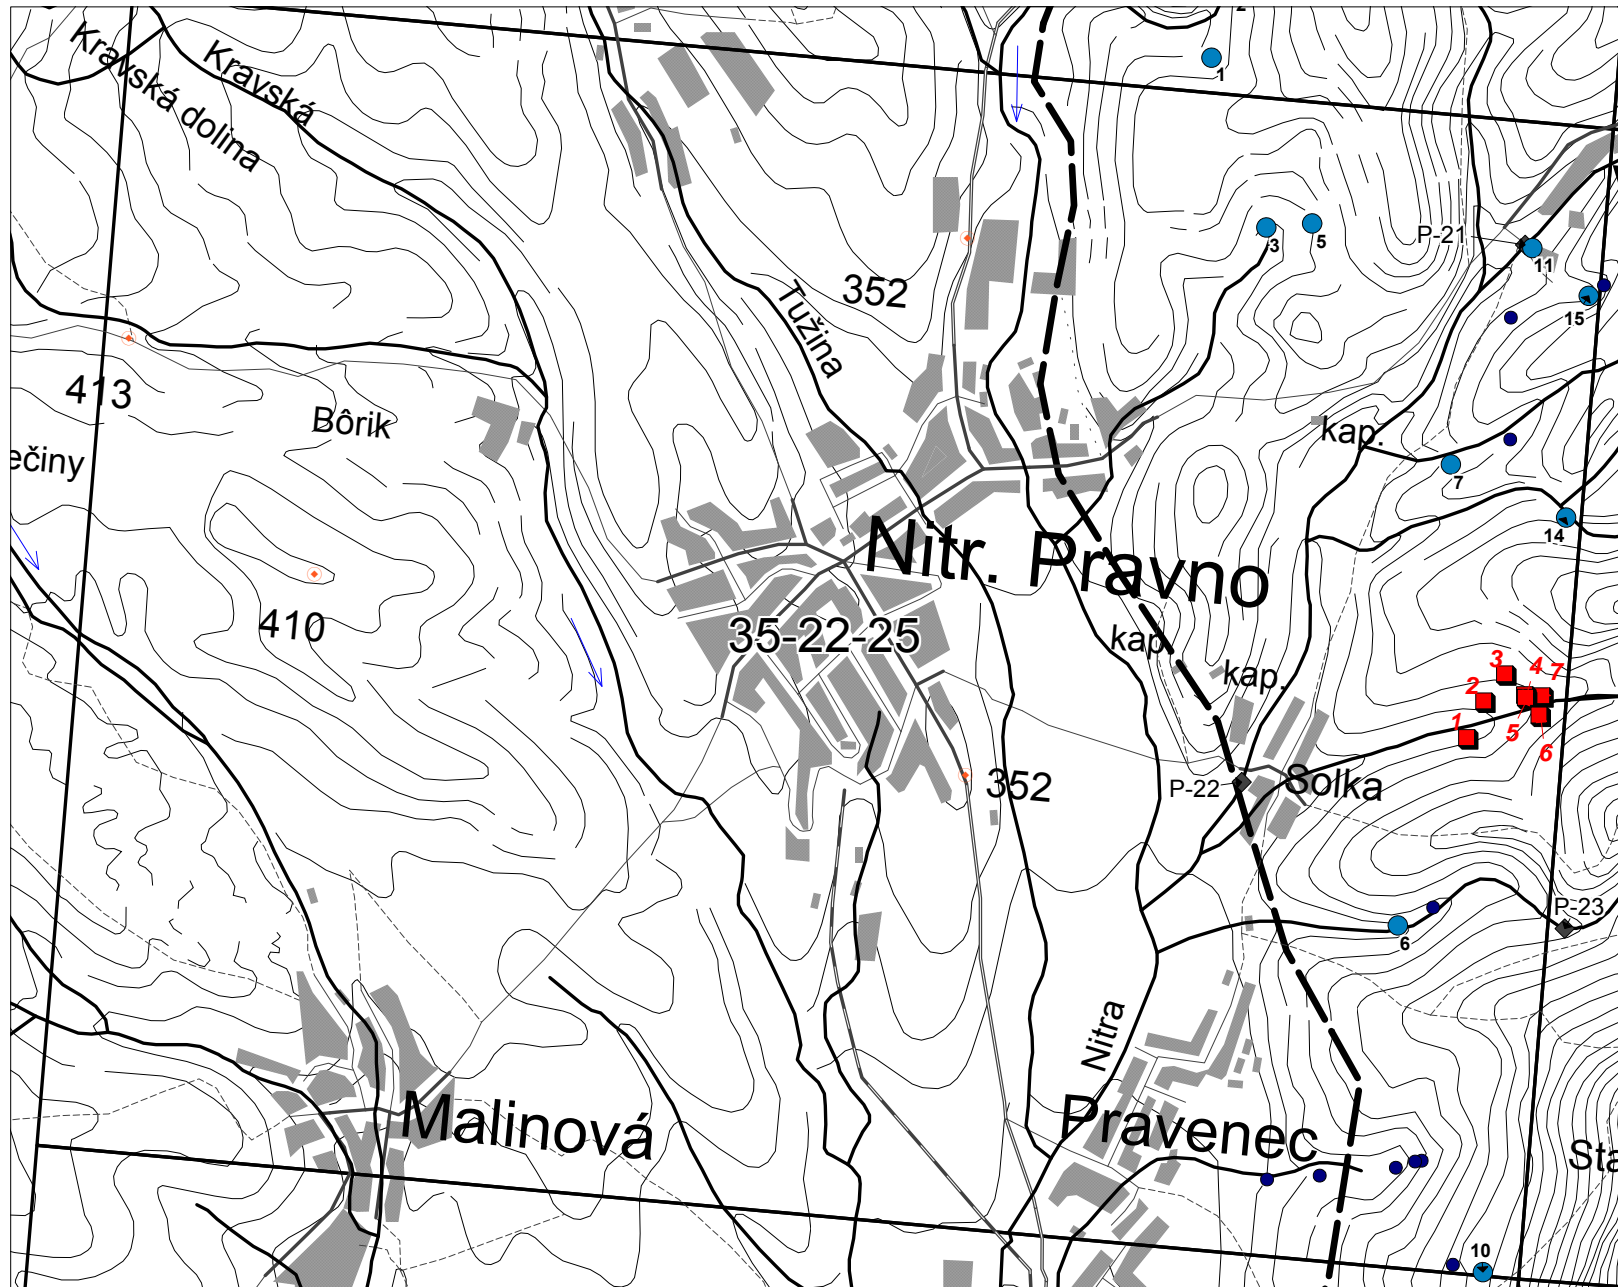 Kravská dolina
Kravská
1
3
5
P-21
11
15
352
Tužina
413
Bôrik
ečiny
kap.
7
14
Nitr. Pravno
410
35-22-25
kap.
kap.
3
4
7
2
1
5
6
352
P-22
Solka
P-23
6
Nitra
Malinová
Pravenec
Sta
10